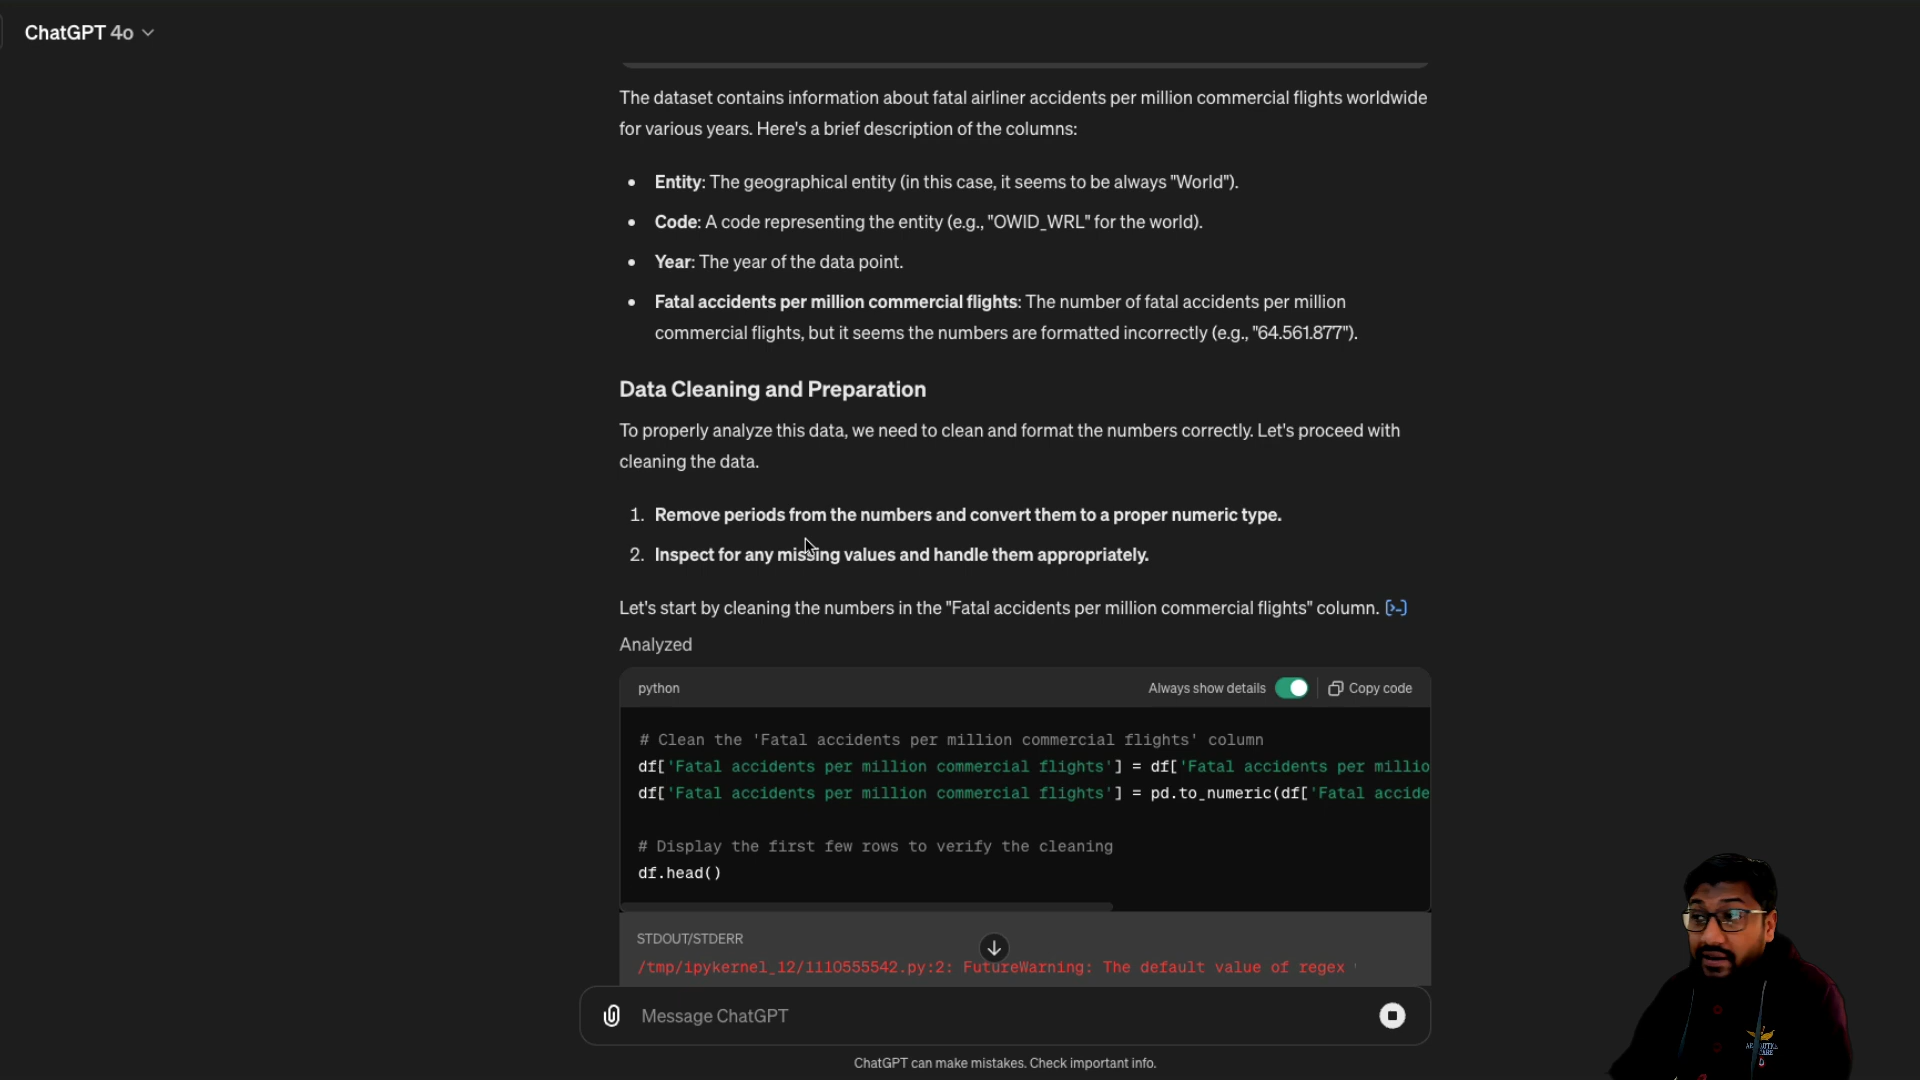 ChatGPT 4o
The dataset contains information about fatal airliner accidents per million commercial flights worldwide
for various years. Here's a brief description of the columns:
• Entity: The geographical entity (in this case, it seems to be always "World").
• Code: A code representing the entity (e.g., "OWID_WRL" for the world).
• Year: The year of the data point.
• Fatal accidents per million commercial flights: The number of fatal accidents per million
commercial flights, but it seems the numbers are formatted incorrectly (e.g., "64.561.877").
Data Cleaning and Preparation
To properly analyze this data, we need to clean and format the numbers correctly. Let's proceed with
cleaning the data.
1. Remove periods from the numbers and convert them to a proper numeric type.
2. Inspect for any missing values and handle them appropriately.
Let's start by cleaning the numbers in the "Fatal accidents per million commercial flights" column. [>-]
Analyzed
python Always show details Copy code
# Clean the 'Fatal accidents per million commercial flights' column
df['Fatal accidents per million commercial flights'] = df['Fatal accidents per millio
df['Fatal accidents per million commercial flights'] = pd.to_numeric(df['Fatal accide
# Display the first few rows to verify the cleaning
df.head()
STDOUT/STDERR
/tmp/ipykernel_12/1110555542.py:2: FutureWarning: The default value of regex
Message ChatGPT
ChatGPT can make mistakes. Check important info.